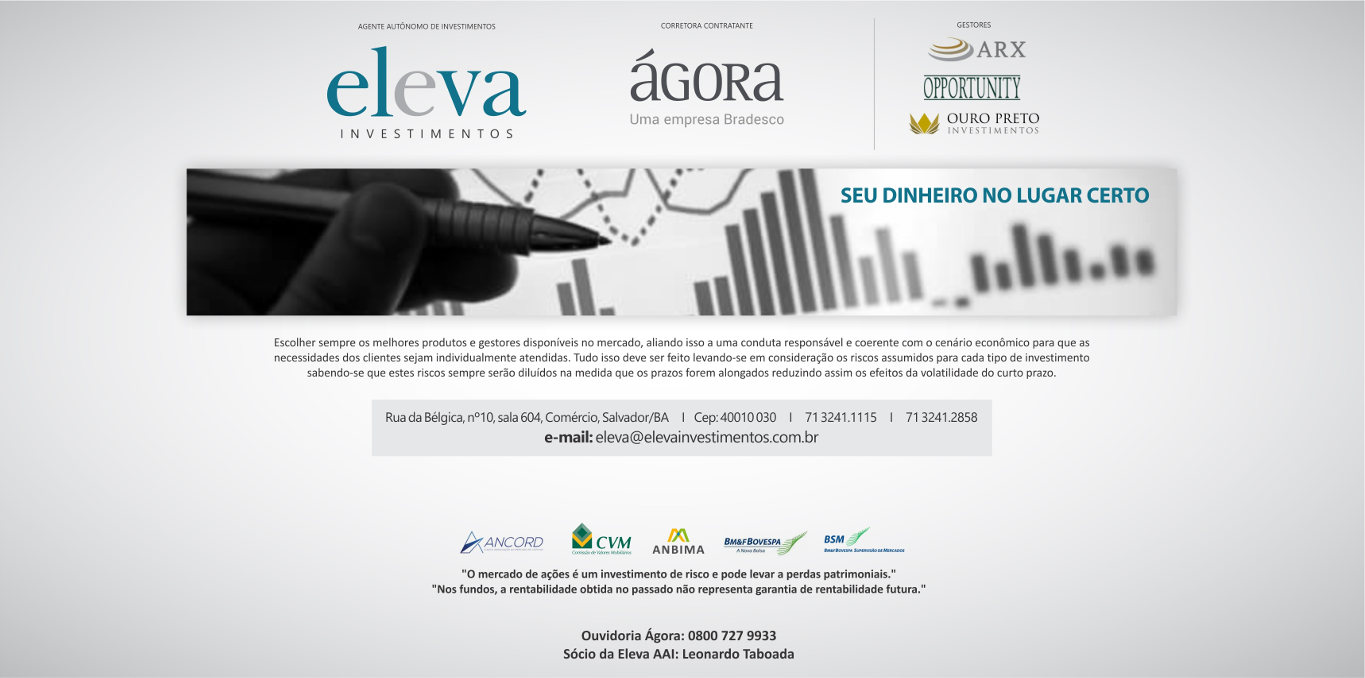 AGENTE AUTÔNOMO DE INVESTIMENTOS
eleva
INVESTIMENTOS
CORRETORA CONTRATANTE
ÁGORA
Uma empresa Bradesco
GESTORES
ARX
OPPORTUNITY
OURO PRETO
INVESTIMENTOS
SEU DINHEIRO NO LUGAR CERTO
Escolher sempre os melhores produtos e gestores disponíveis no mercado, aliando isso a uma conduta responsável e coerente com o cenário econômico para que as
necessidades dos clientes sejam individualmente atendidas. Tudo isso deve ser feito levando-se em consideração os riscos assumidos para cada tipo de investimento
sabendo-se que estes riscos sempre serão diluídos na medida que os prazos forem alongados reduzindo assim os efeitos da volatilidade do curto prazo.
Rua da Bélgica, nº10, sala 604, Comércio, Salvador/BA I Cep: 40010 030 I 71 3241.1115 I 71 3241.2858
e-mail: eleva@elevainvestimentos.com.br
ANCORD
CVM
Comissão de Valores Mobiliários
ANBIMA
BM&FBOVESPA
A Nova Bolsa
BSM
BM&FBOVESPA SUPERVISÃO DE MERCADOS
"O mercado de ações é um investimento de risco e pode levar a perdas patrimoniais."
"Nos fundos, a rentabilidade obtida no passado não representa garantia de rentabilidade futura."
Ouvidoria Ágora: 0800 727 9933
Sócio da Eleva AAI: Leonardo Taboada